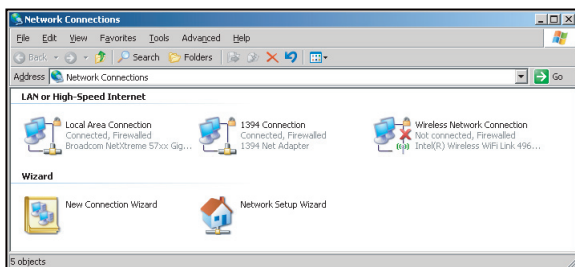 Network Connections
File Edit View Favorites Tools Advanced Help
Back Search Folders
Address Network Connections Go
LAN or High-Speed Internet
Local Area Connection
Connected, Firewalled
Broadcom NetXtreme 57xx Gig...
1394 Connection
Connected, Firewalled
1394 Net Adapter
Wireless Network Connection
Not connected, Firewalled
Intel(R) Wireless WiFi Link 496...
Wizard
New Connection Wizard
Network Setup Wizard
5 objects